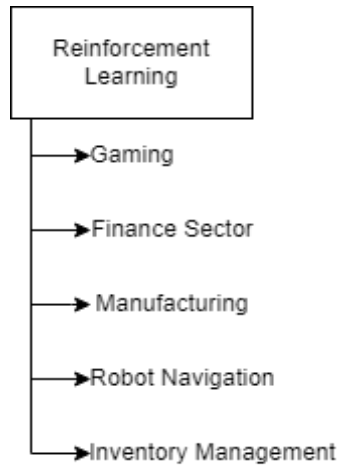 Reinforcement
Learning
Gaming
Finance Sector
Manufacturing
Robot Navigation
Inventory Management